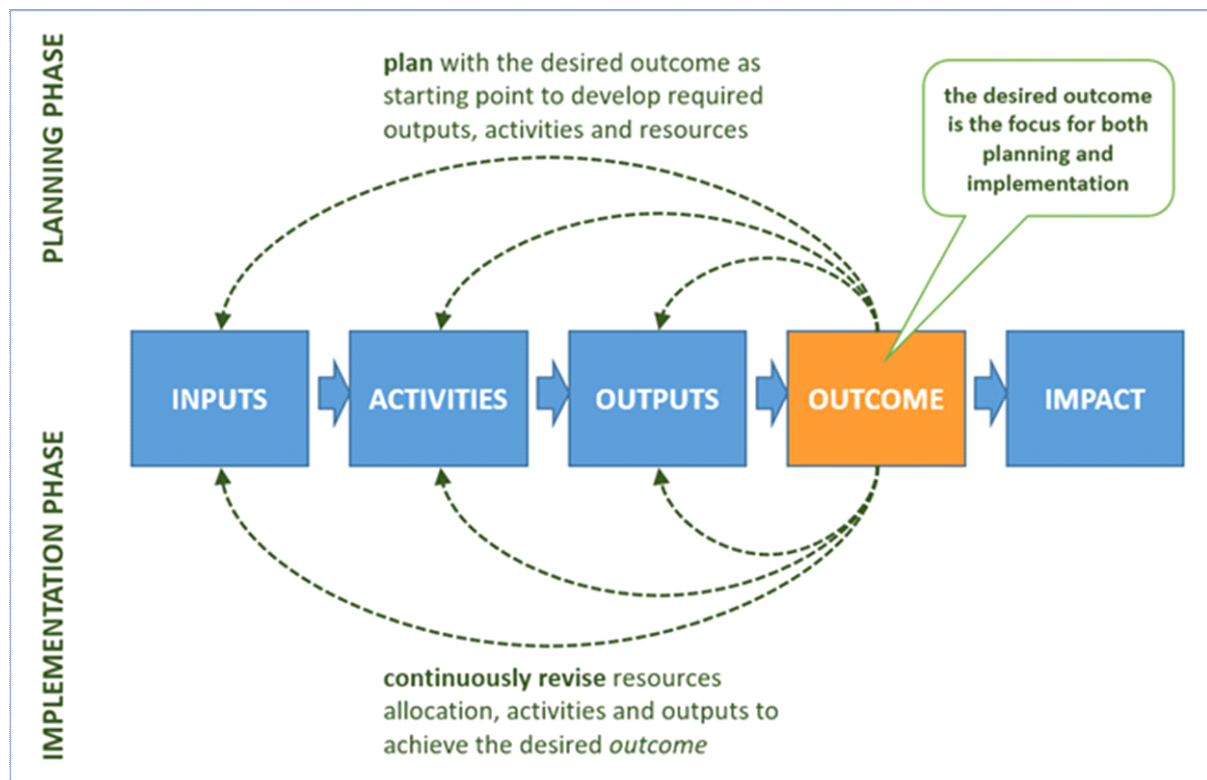 PLANNING PHASE
plan with the desired outcome as
starting point to develop required
outputs, activities and resources
the desired outcome
is the focus for both
planning and
implementation
INPUTS
ACTIVITIES
OUTPUTS
OUTCOME
IMPACT
IMPLEMENTATION PHASE
continuously revise resources
allocation, activities and outputs to
achieve the desired outcome